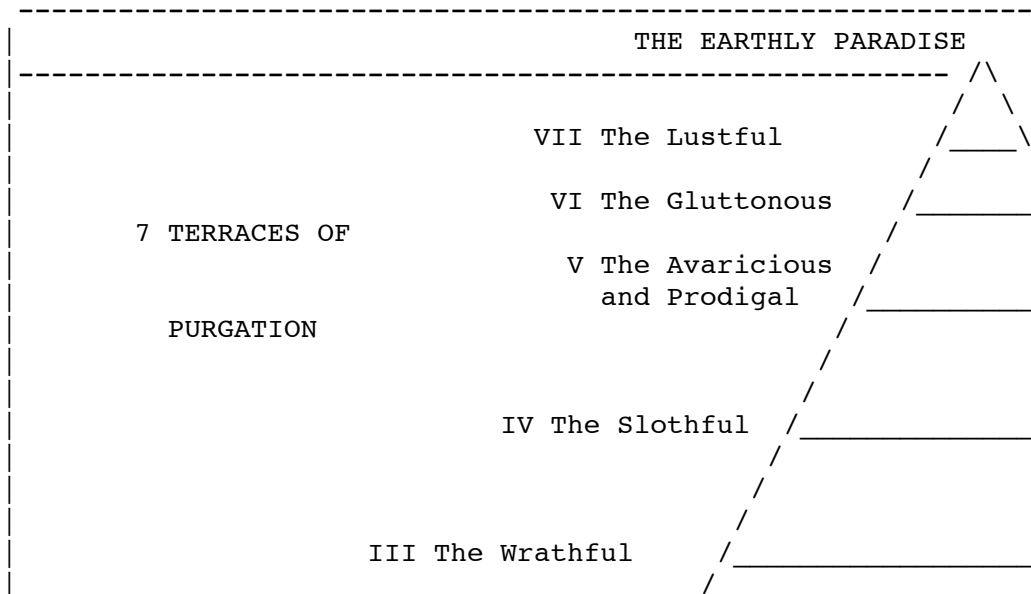 THE EARTHLY PARADISE
VII The Lustful
VI The Gluttonous
7 TERRACES OF
V The Avaricious
and Prodigal
PURGATION
IV The Slothful
III The Wrathful